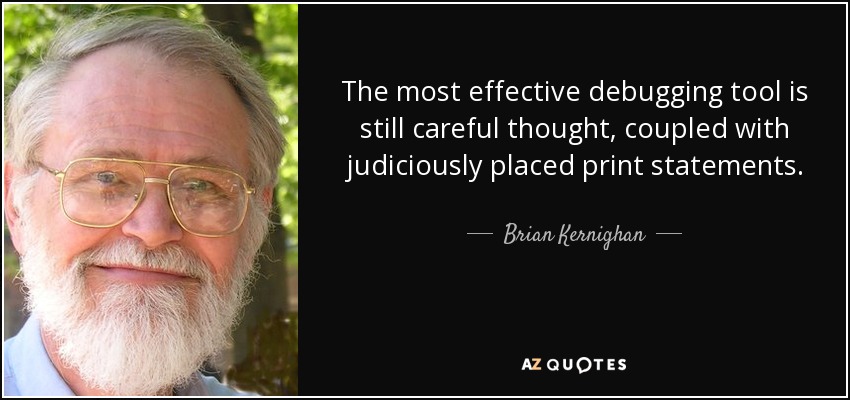 The most effective debugging tool is
still careful thought, coupled with
judiciously placed print statements.
Brian Kernighan
AZ QUOTES